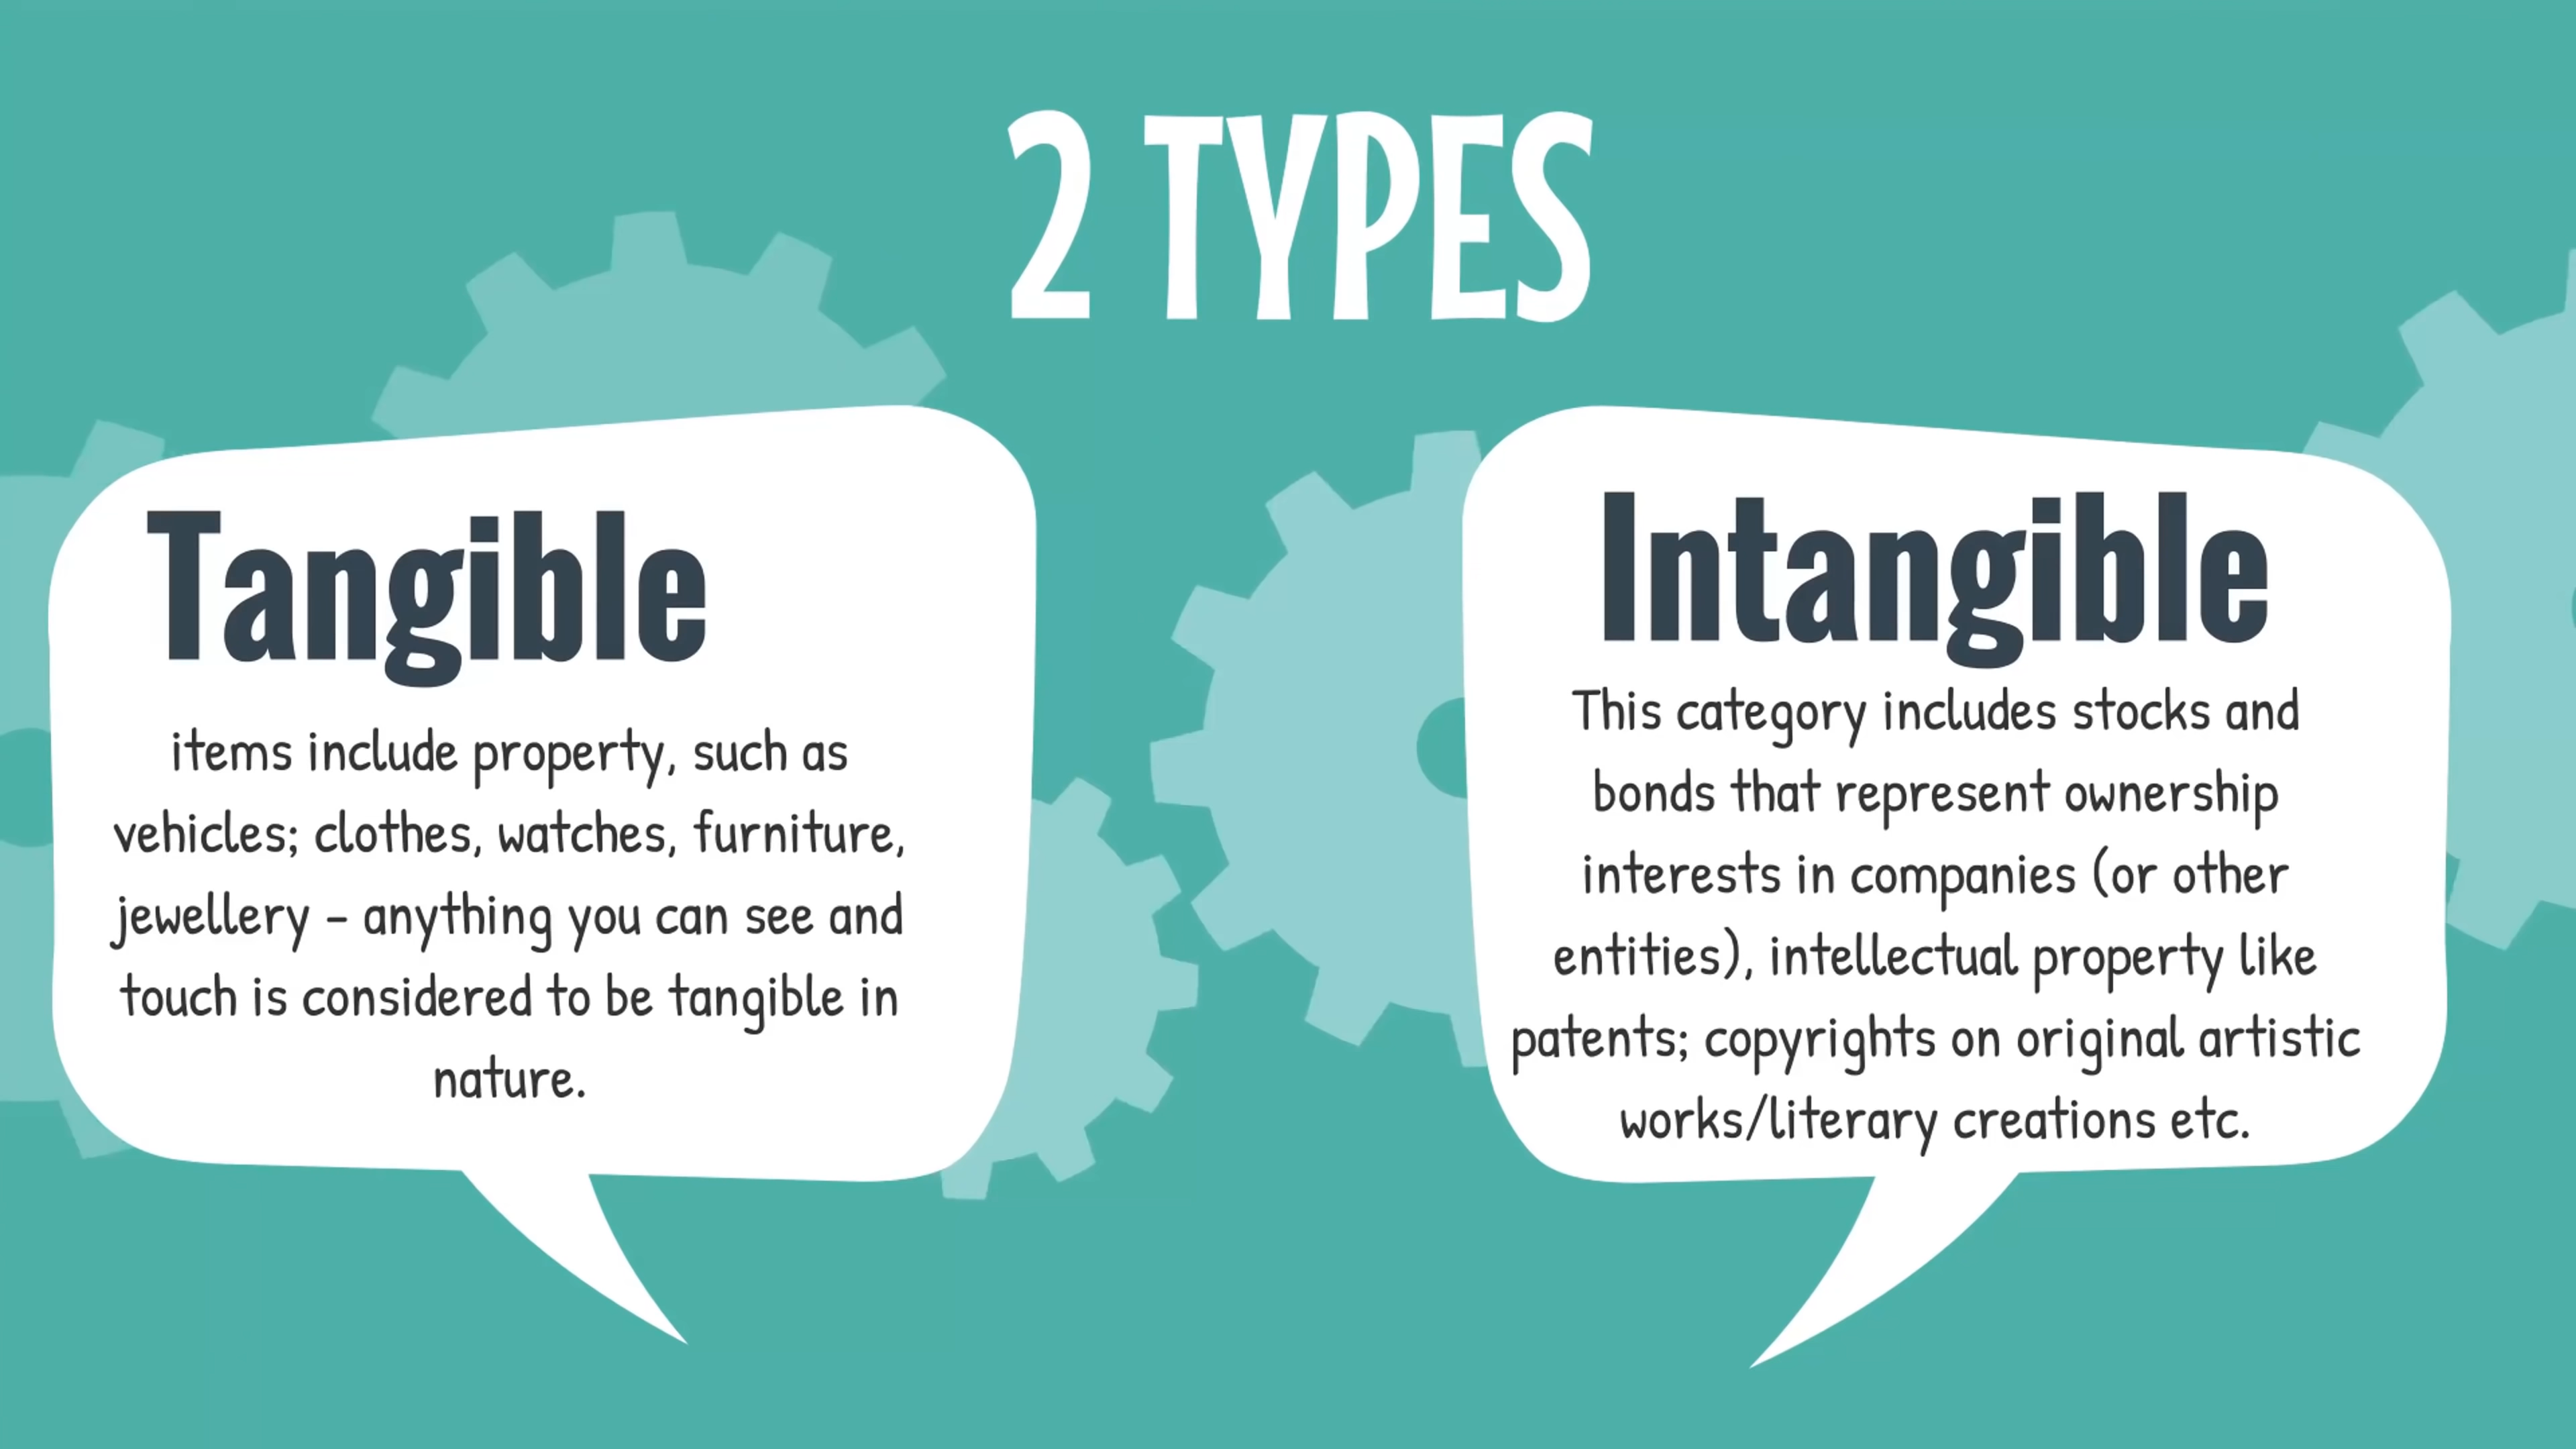 2 TYPES
Tangible
items include property, such as
vehicles; clothes, watches, furniture,
jewellery - anything you can see and
touch is considered to be tangible in
nature.
Intangible
This category includes stocks and
bonds that represent ownership
interests in companies (or other
entities), intellectual property like
patents; copyrights on original artistic
works/literary creations etc.